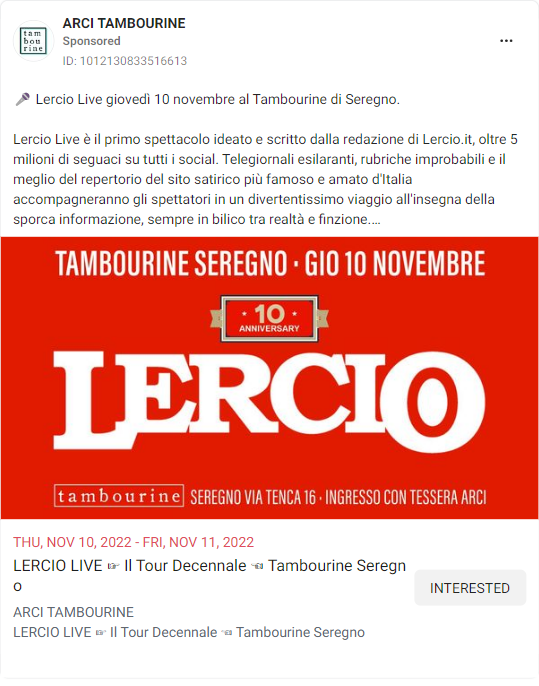 tam
bou
rine
ARCI TAMBOURINE
Sponsored
ID: 1012130833516613
🎤 Lercio Live giovedì 10 novembre al Tambourine di Seregno.
Lercio Live è il primo spettacolo ideato e scritto dalla redazione di Lercio.it, oltre 5
milioni di seguaci su tutti i social. Telegiornali esilaranti, rubriche improbabili e il
meglio del repertorio del sito satirico più famoso e amato d'Italia
accompagneranno gli spettatori in un divertentissimo viaggio all'insegna della
sporca informazione, sempre in bilico tra realtà e finzione....
TAMBOURINE SEREGNO · GIO 10 NOVEMBRE
10
ANNIVERSARY
LERCIO
tambourine SEREGNO VIA TENCA 16 · INGRESSO CON TESSERA ARCI
THU, NOV 10, 2022 - FRI, NOV 11, 2022
LERCIO LIVE ☞ Il Tour Decennale ☜ Tambourine Seregn
o
INTERESTED
ARCI TAMBOURINE
LERCIO LIVE ☞ Il Tour Decennale ☜ Tambourine Seregno